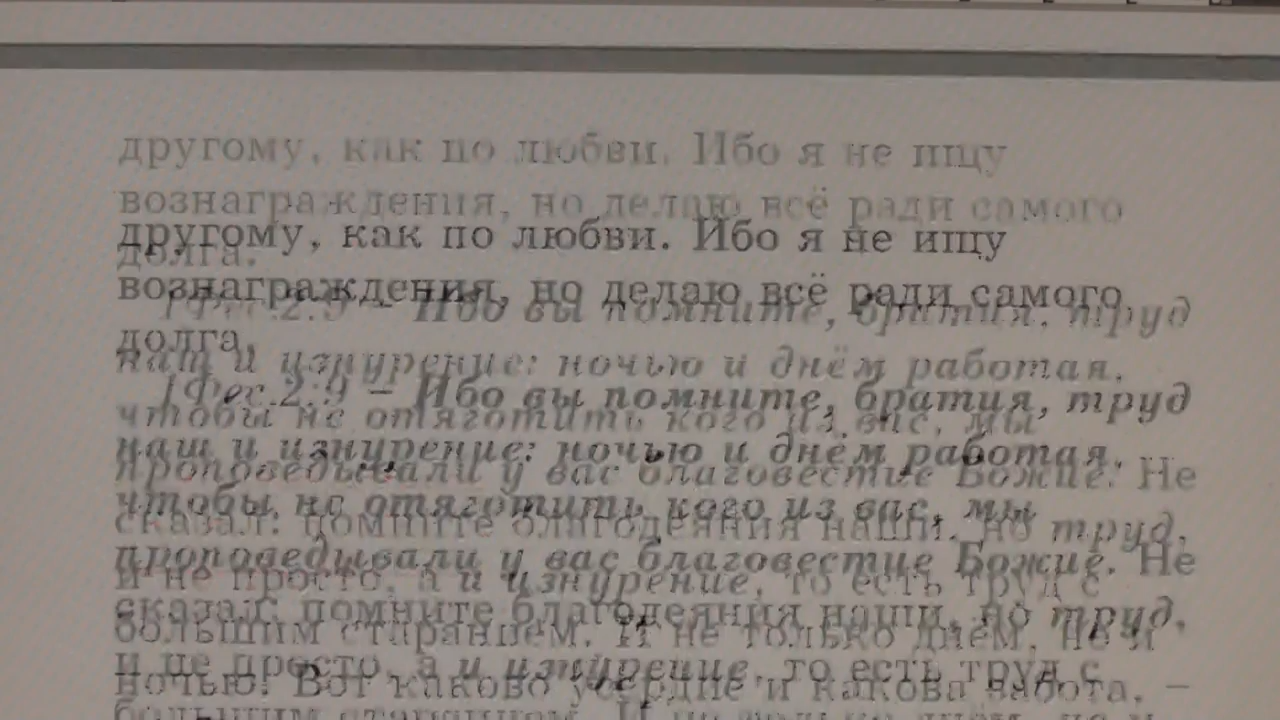 другому, как по любви. Ибо я не ищу
вознаграждения, но делаю всё ради самого
долга.
1Фес.2:9 – Ибо вы помните, братия, труд
наш и изнурение: ночью и днём работая,
чтобы не отяготить кого из вас, мы
проповедывали у вас благовестие Божие. Не
сказал: помните благодеяния наши, но труд,
и не просто, а и изнурение, то есть труд с
большим старанием. И не только днём, но и
ночью! Вот каково усердие и какова забота, –